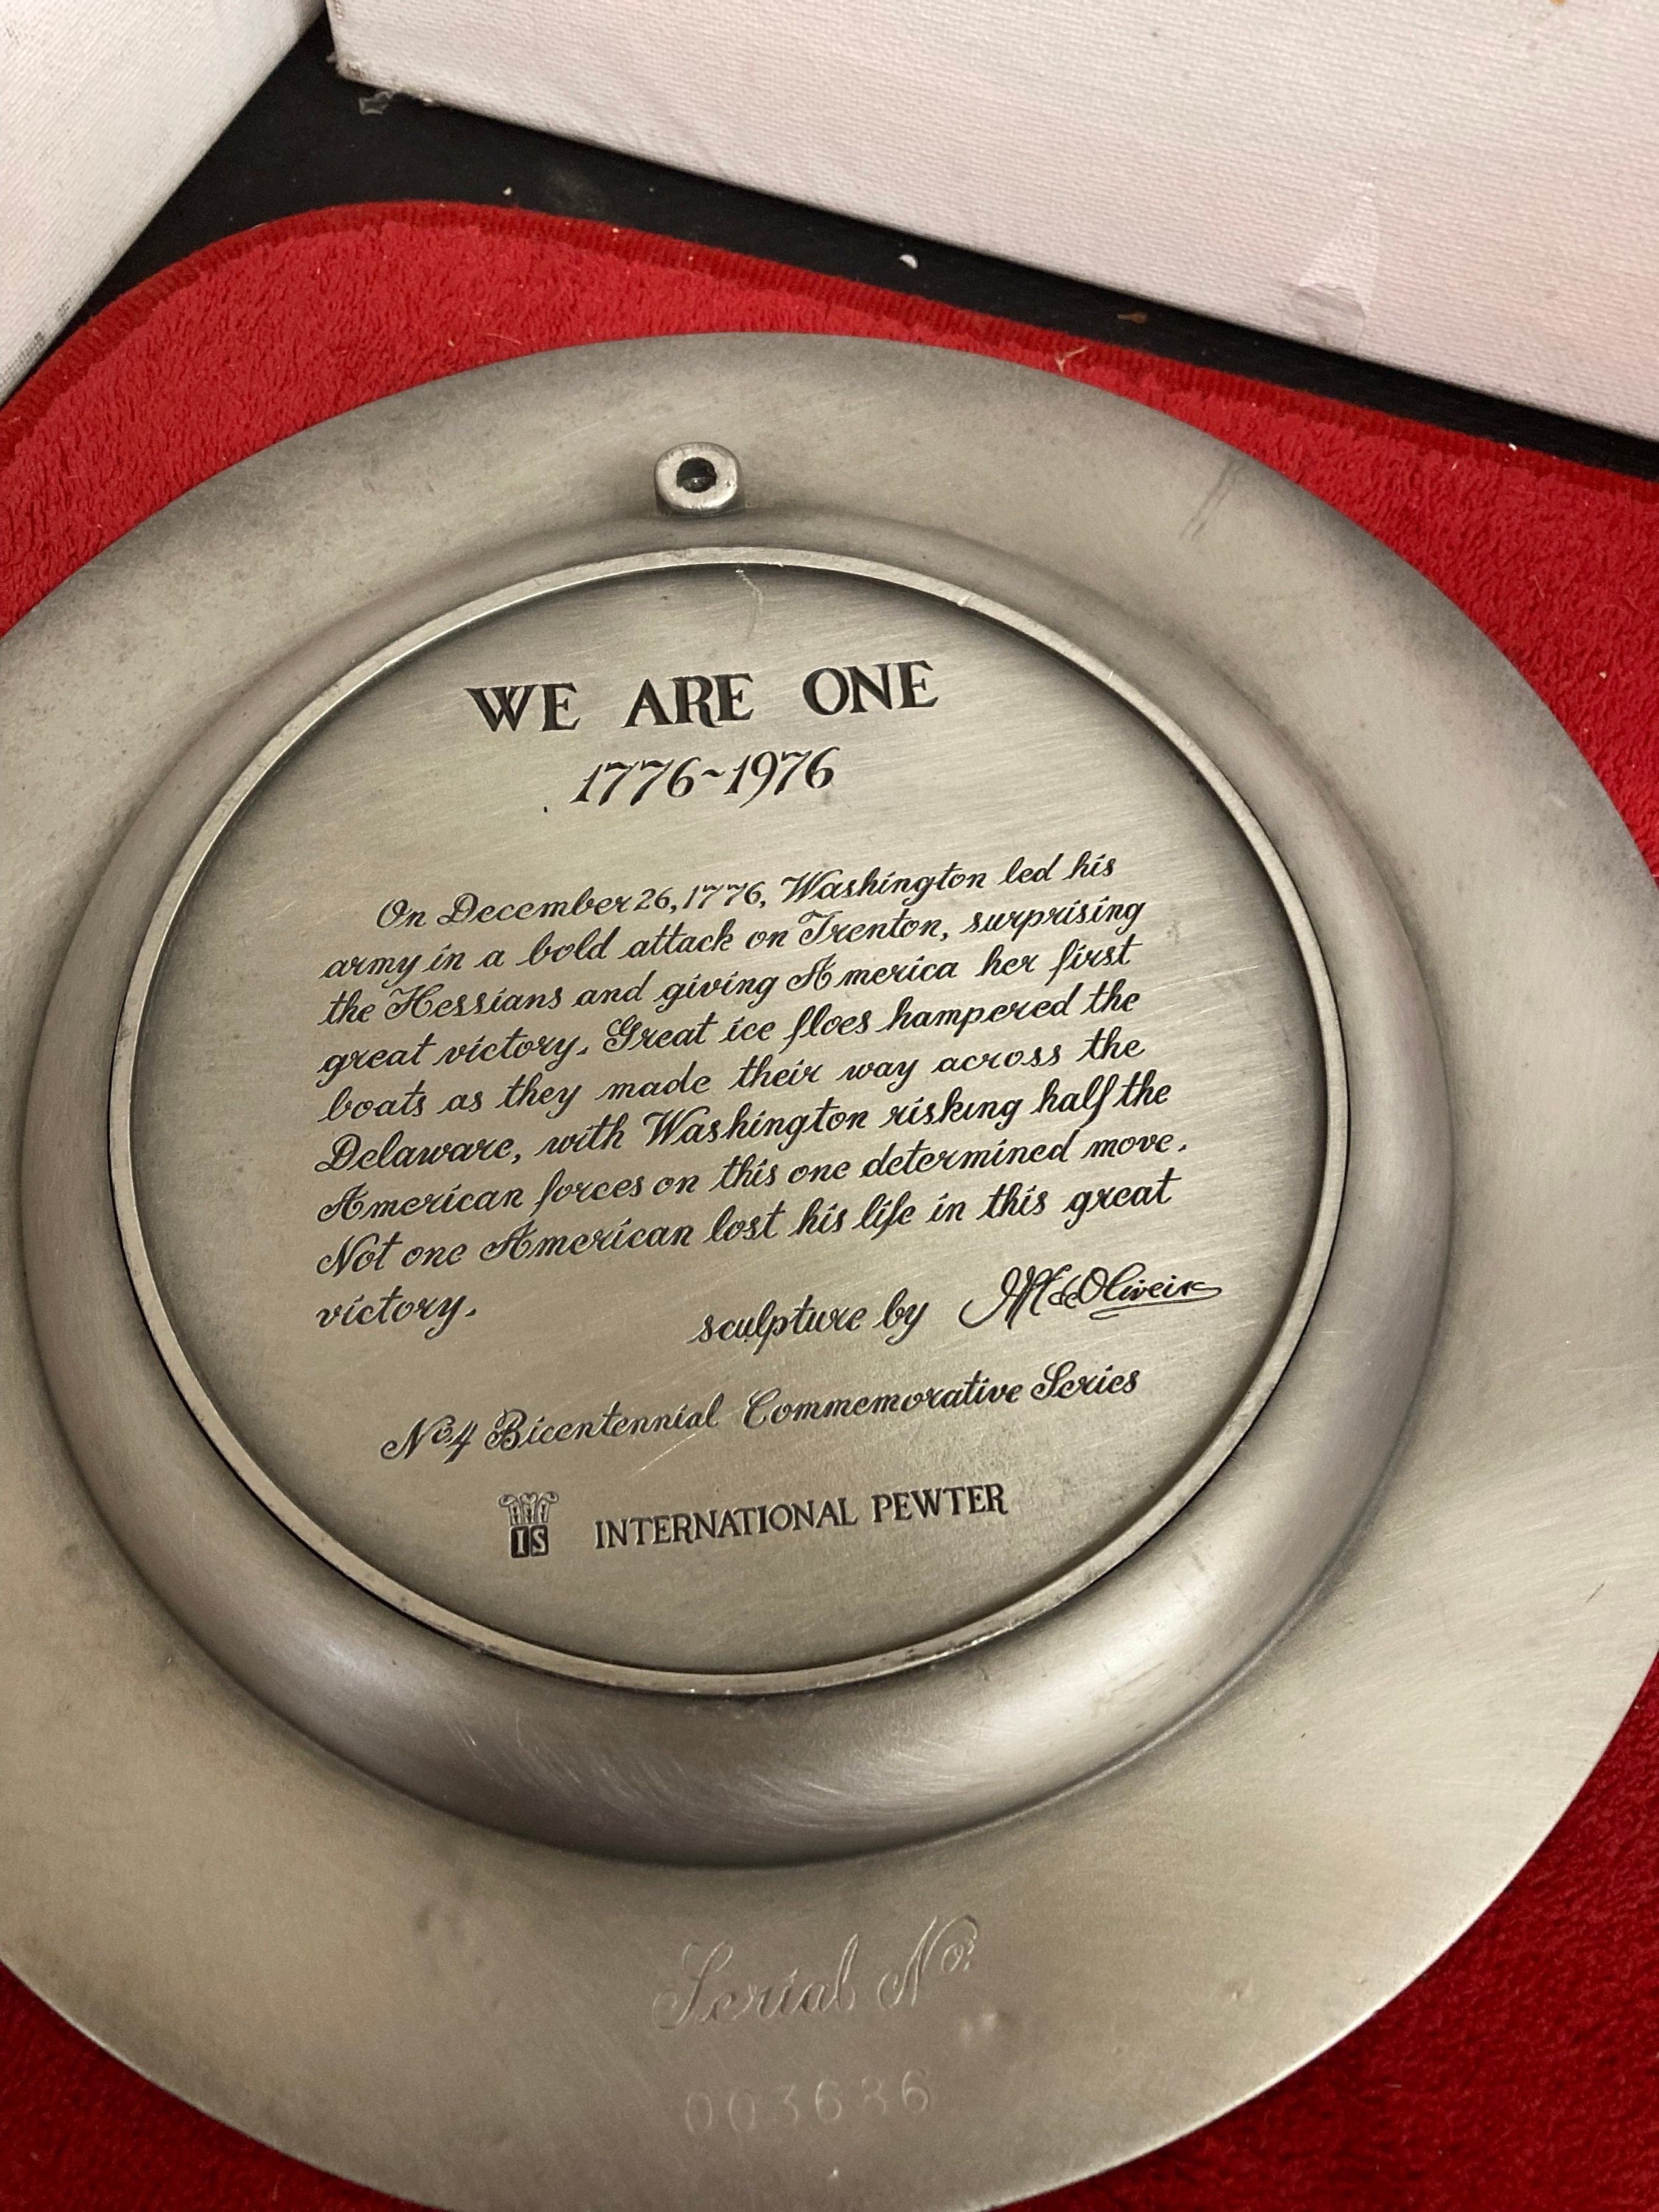 WE ARE ONE
1776~1976
On December 26, 1776, Washington led his
army in a bold attack on Trenton, surprising
the Hessians and giving America her first
great victory. Great ice floes hampered the
boats as they made their way across the
Delaware, with Washington risking half the
American forces on this one determined move.
Not one American lost his life in this great
victory.
sculpture by
No 4 Bicentennial Commemorative Series
IS INTERNATIONAL PEWTER
Serial No.